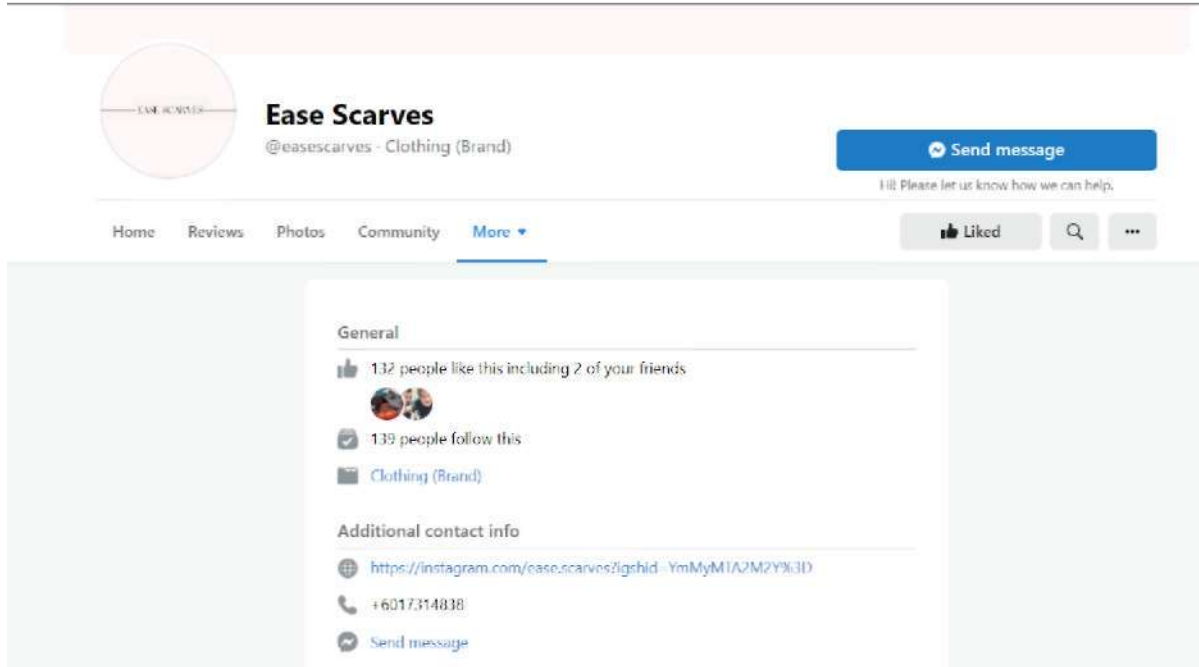 EASE SCARVES
Ease Scarves
@easescarves - Clothing (Brand)
Send message
Hi! Please let us know how we can help.
Home Reviews Photos Community More
Liked
General
132 people like this including 2 of your friends
139 people follow this
Clothing (Brand)
Additional contact info
https://instagram.com/ease.scarves?igshid=YmMyMTA2M2Y%3D
+6017314838
Send message